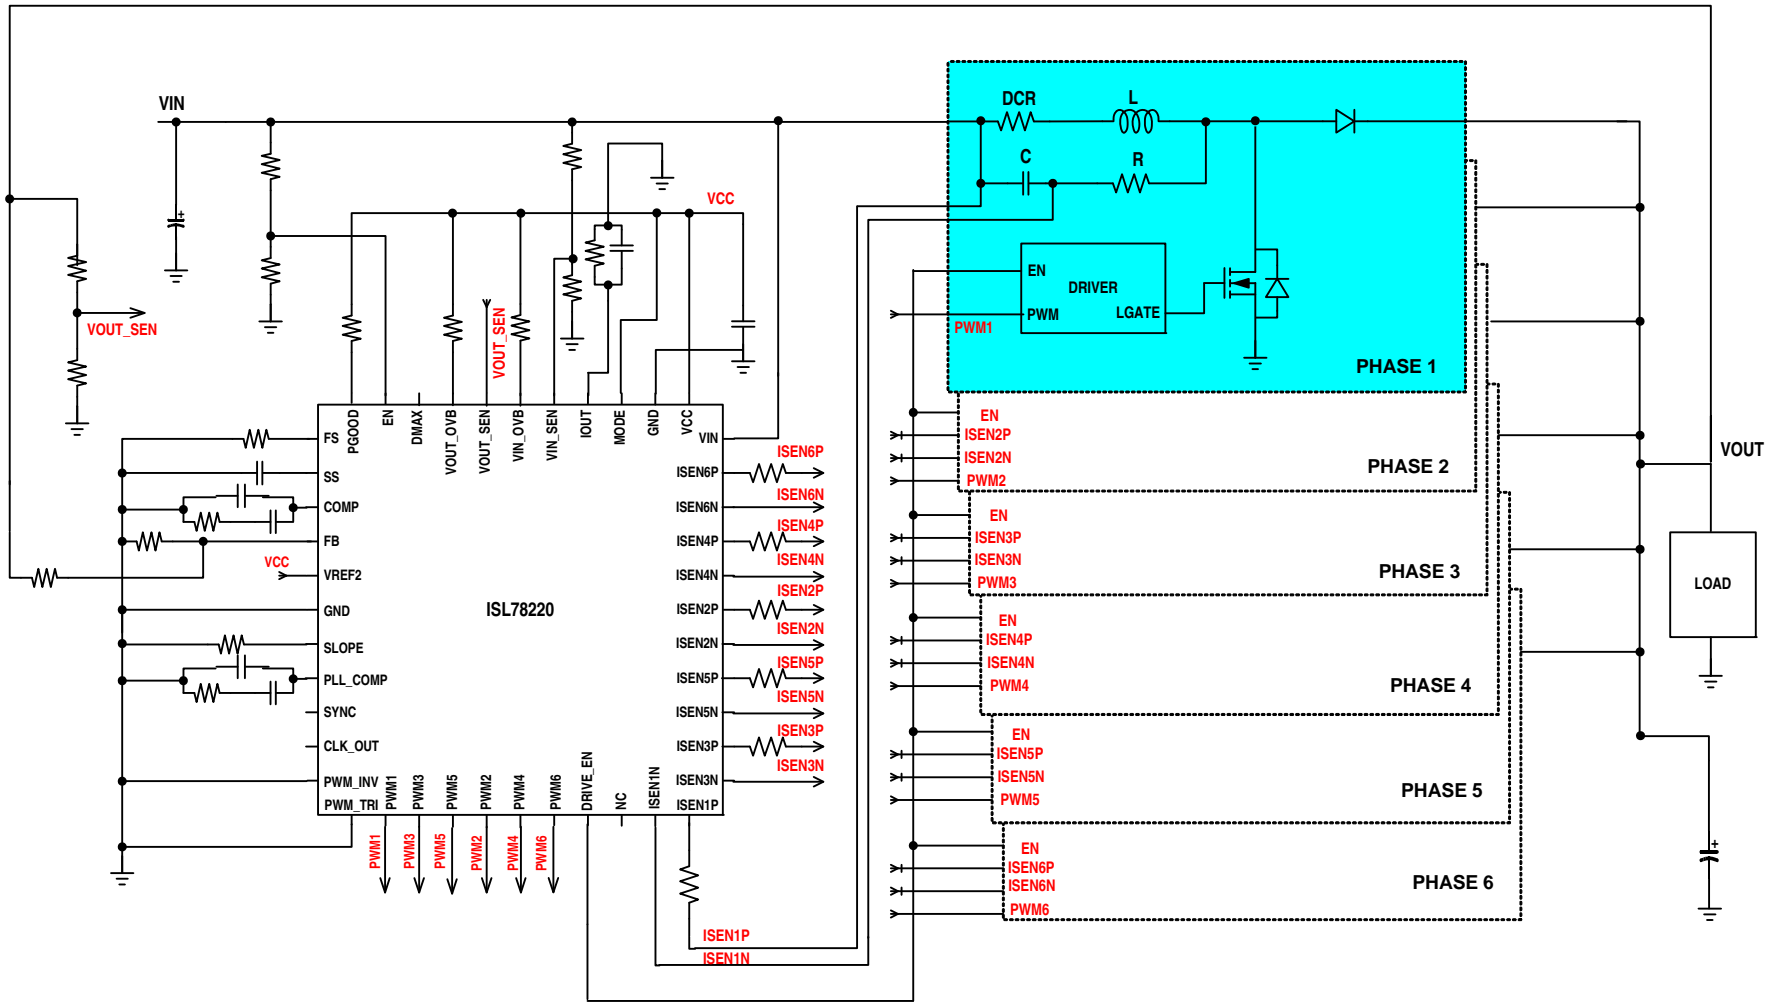 VIN
VOUT_SEN
VCC
VOUT_SEN
FS
SS
COMP
FB
VCC
VREF2
GND
SLOPE
PLL_COMP
SYNC
CLK_OUT
PWM_INV
PWM_TRI
PGOOD
EN
DMAX
VOUT_OVB
VOUT_SEN
VIN_OVB
VIN_SEN
IOUT
MODE
GND
VCC
ISL78220
VIN
ISEN6P
ISEN6N
ISEN4P
ISEN4N
ISEN2P
ISEN2N
ISEN5P
ISEN5N
ISEN3P
ISEN3N
ISEN1P
ISEN6P
ISEN6N
ISEN4P
ISEN4N
ISEN2P
ISEN2N
ISEN5P
ISEN5N
ISEN3P
ISEN3N
PWM1
PWM3
PWM5
PWM2
PWM4
PWM6
DRIVE_EN
NC
ISEN1N
PWM1
PWM3
PWM5
PWM2
PWM4
PWM6
ISEN1P
ISEN1N
DCR
L
C
R
EN
DRIVER
PWM
LGATE
PWM1
PHASE 1
EN
ISEN2P
ISEN2N
PWM2
PHASE 2
EN
ISEN3P
ISEN3N
PWM3
PHASE 3
EN
ISEN4P
ISEN4N
PWM4
PHASE 4
EN
ISEN5P
ISEN5N
PWM5
PHASE 5
EN
ISEN6P
ISEN6N
PWM6
PHASE 6
VOUT
LOAD
+
+